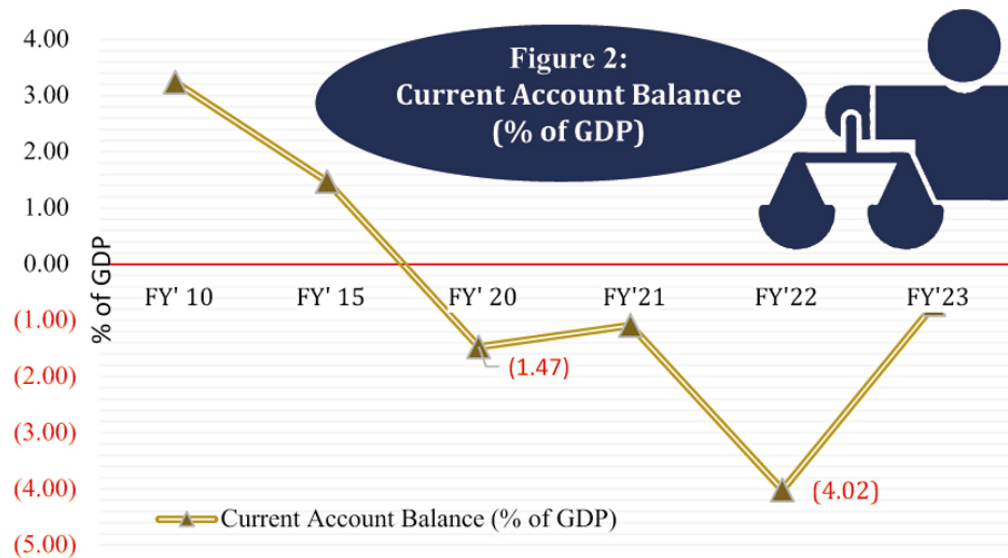 Figure 2:
Current Account Balance
(% of GDP)
4.00
3.00
2.00
1.00
0.00
(1.00)
(2.00)
(3.00)
(4.00)
(5.00)
% of GDP
FY' 10 FY' 15 FY' 20 FY'21 FY'22 FY'23
(1.47)
(4.02)
Current Account Balance (% of GDP)